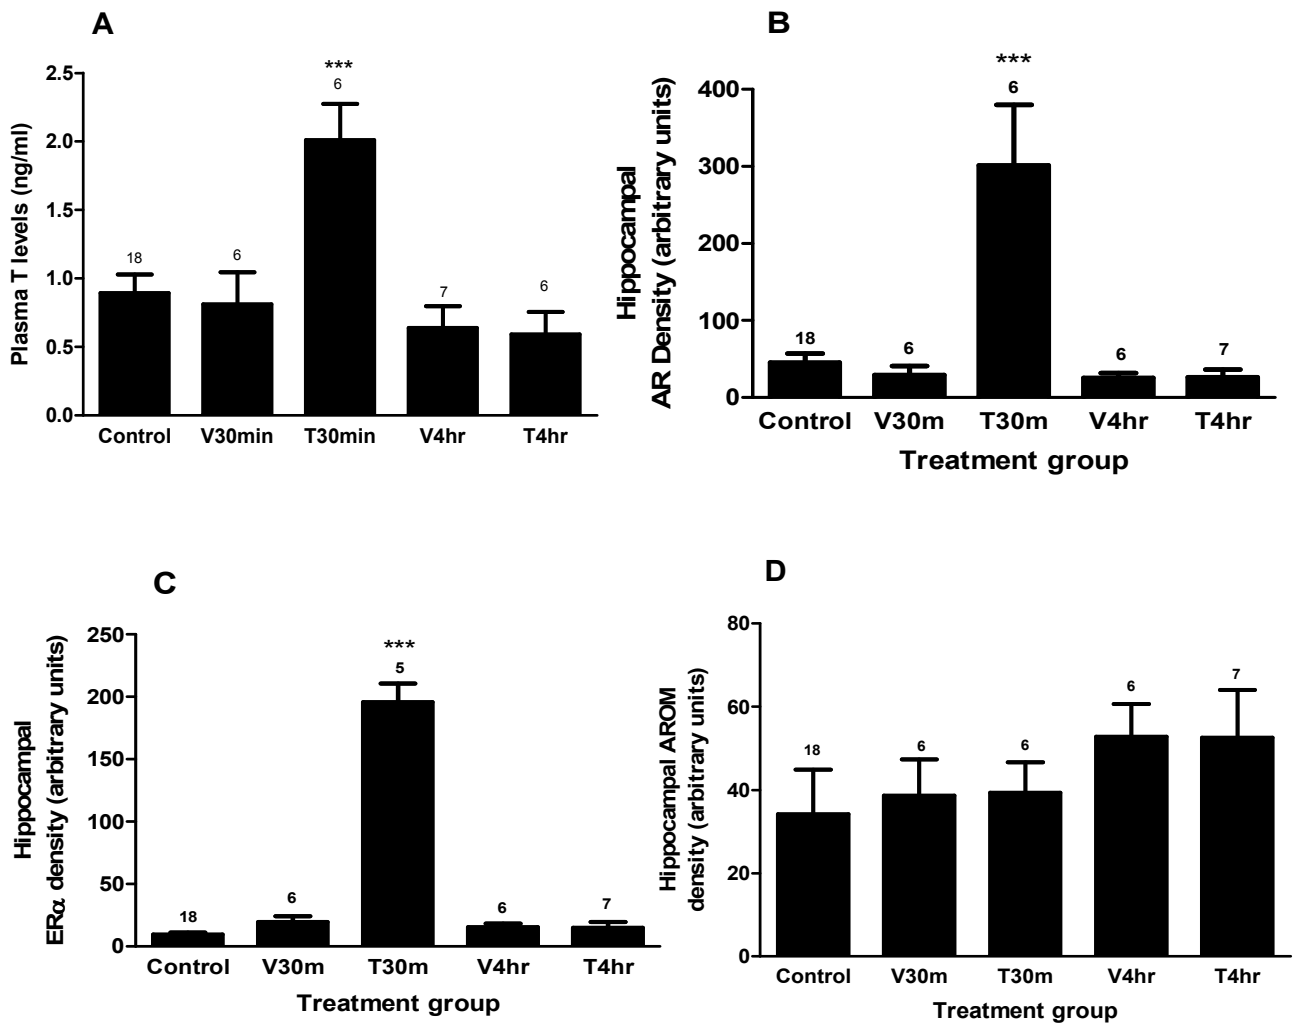 A
Plasma T levels (ng/ml)
2.5
2.0
1.5
1.0
0.5
0.0
18
6
***
6
7
6
Control V30min T30min V4hr T4hr
B
Hippocampal
AR Density (arbitrary units)
400
300
200
100
0
18
6
***
6
6
7
Control V30m T30m V4hr T4hr
Treatment group
C
Hippocampal
ERα density (arbitrary units)
250
200
150
100
50
0
18
6
***
5
6
7
Control V30m T30m V4hr T4hr
Treatment group
D
Hippocampal AROM
density (arbitrary units)
80
60
40
20
0
18
6
6
6
7
Control V30m T30m V4hr T4hr
Treatment group